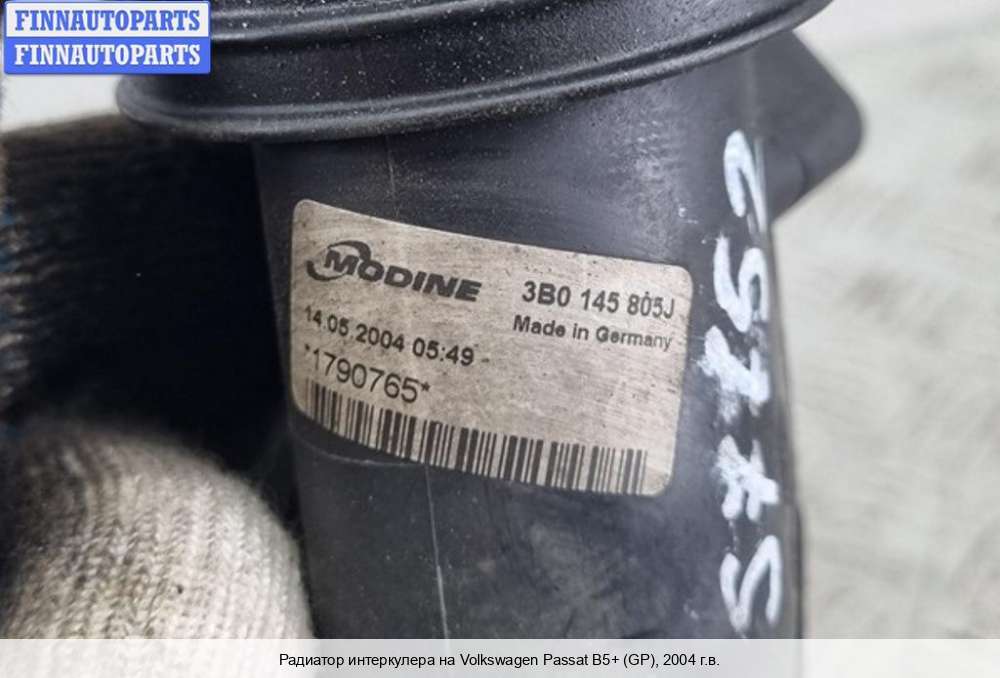 FINNAUTOPARTS
FINNAUTOPARTS
MODINE
3B0 145 805J
Made in Germany
14.05.2004 05:49
*1790765*
Радиатор интеркулера на Volkswagen Passat B5+ (GP), 2004 г.в.